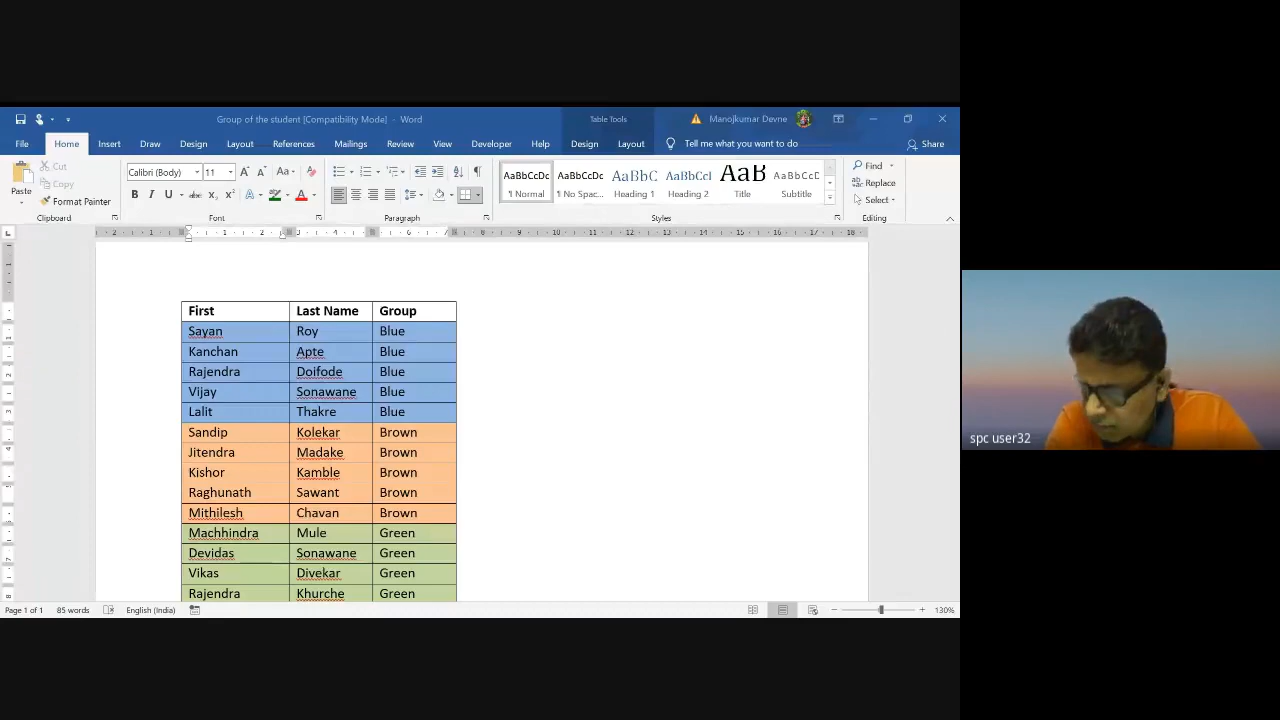 Group of the student [Compatibility Mode] - Word
Table Tools
Manojkumar Devne
File Home Insert Draw Design Layout References Mailings Review View Developer Help Design Layout Tell me what you want to do Share
Paste
Cut
Copy
Format Painter
Clipboard
Calibri (Body) 11
Font
Paragraph
AaBbCcDc AaBbCcDc AaBbC AaBbCcI AaB AaBbCcD
¶ Normal ¶ No Spac... Heading 1 Heading 2 Title Subtitle
Styles
Find
Replace
Select
Editing
First Last Name Group
Sayan Roy Blue
Kanchan Apte Blue
Rajendra Doifode Blue
Vijay Sonawane Blue
Lalit Thakre Blue
Sandip Kolekar Brown
Jitendra Madake Brown
Kishor Kamble Brown
Raghunath Sawant Brown
Mithilesh Chavan Brown
Machhindra Mule Green
Devidas Sonawane Green
Vikas Divekar Green
Rajendra Khurche Green
Page 1 of 1 85 words English (India) 130%
spc user32